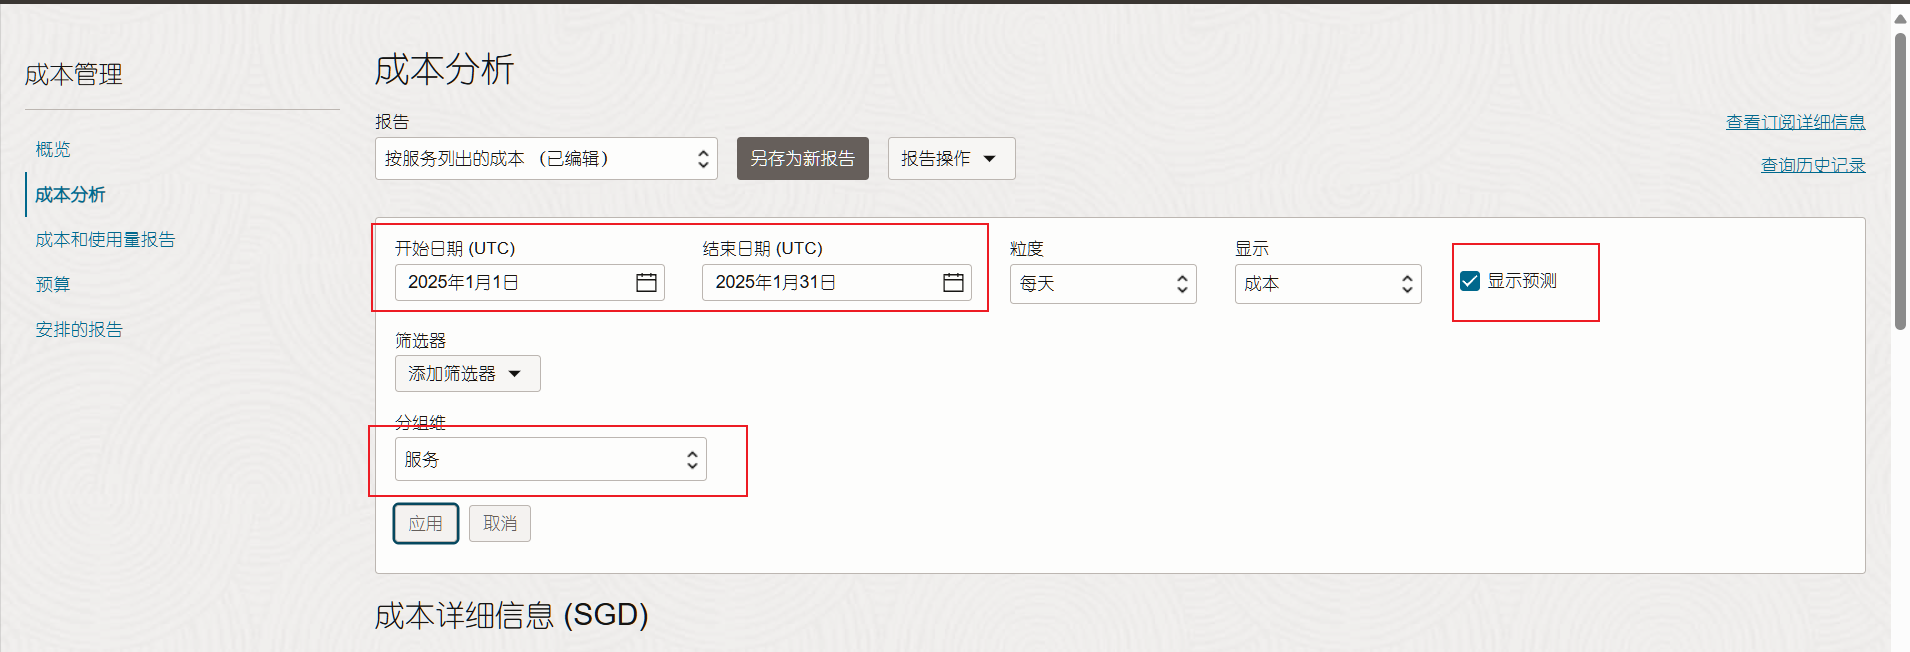 成本管理
概览
成本分析
成本和使用量报告
预算
安排的报告
成本分析
报告
按服务列出的成本 （已编辑）
另存为新报告
报告操作
查看订阅详细信息
查询历史记录
开始日期 (UTC)
2025年1月1日
结束日期 (UTC)
2025年1月31日
粒度
每天
显示
成本
显示预测
筛选器
添加筛选器
分组维
服务
应用
取消
成本详细信息 (SGD)